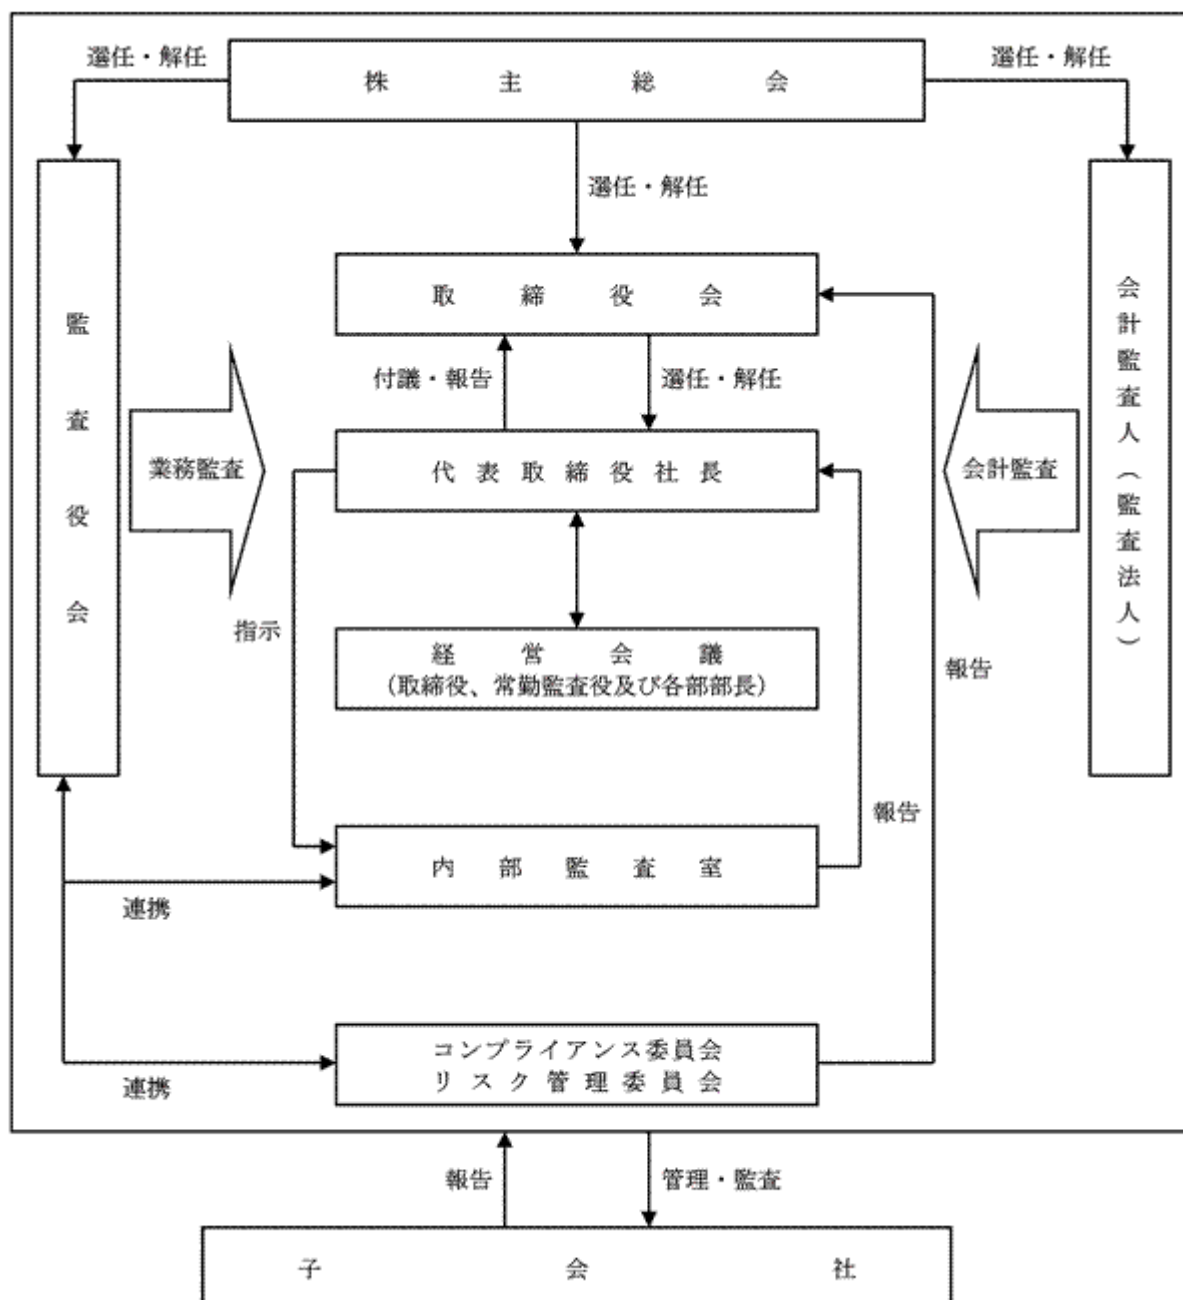 選任・解任
株主総会
選任・解任
選任・解任
監査役会
取締役会
会計監査人(監査法人)
付議・報告
選任・解任
業務監査
代表取締役社長
会計監査
指示
経営会議
(取締役、常勤監査役及び各部部長)
報告
報告
内部監査室
連携
コンプライアンス委員会
リスク管理委員会
連携
報告
管理・監査
子会社